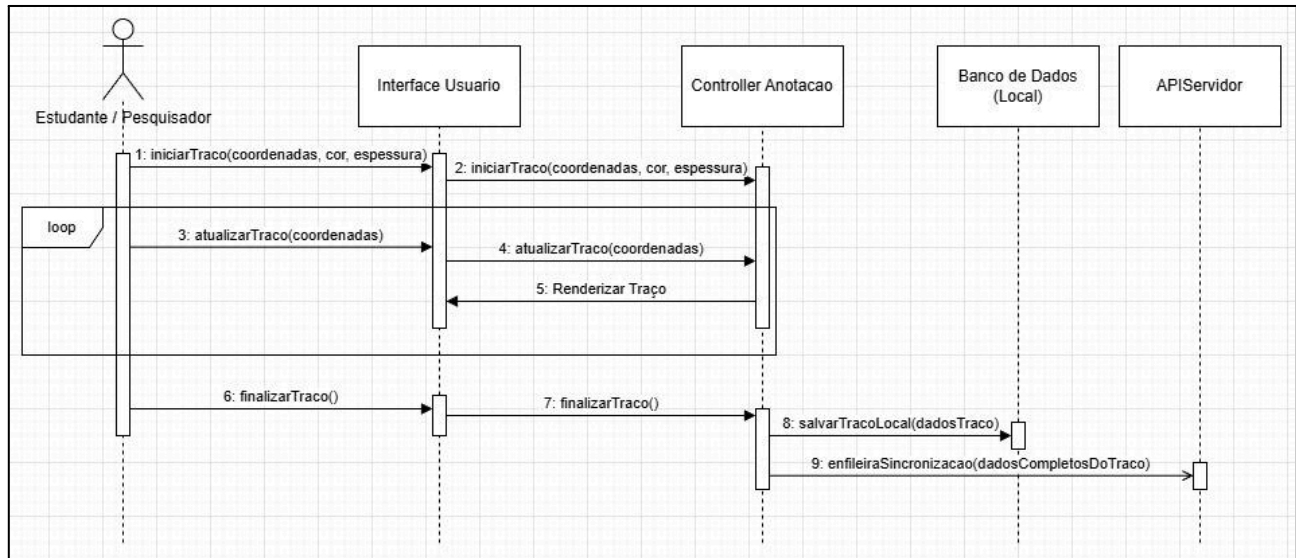 Estudante / Pesquisador
Interface Usuario
Controller Anotacao
Banco de Dados
(Local)
APIServidor
1: iniciarTraco(coordenadas, cor, espessura)
2: iniciarTraco(coordenadas, cor, espessura)
loop
3: atualizarTraco(coordenadas)
4: atualizarTraco(coordenadas)
5: Renderizar Traço
6: finalizarTraco()
7: finalizarTraco()
8: salvarTracoLocal(dadosTraco)
9: enfileiraSincronizacao(dadosCompletosDoTraco)